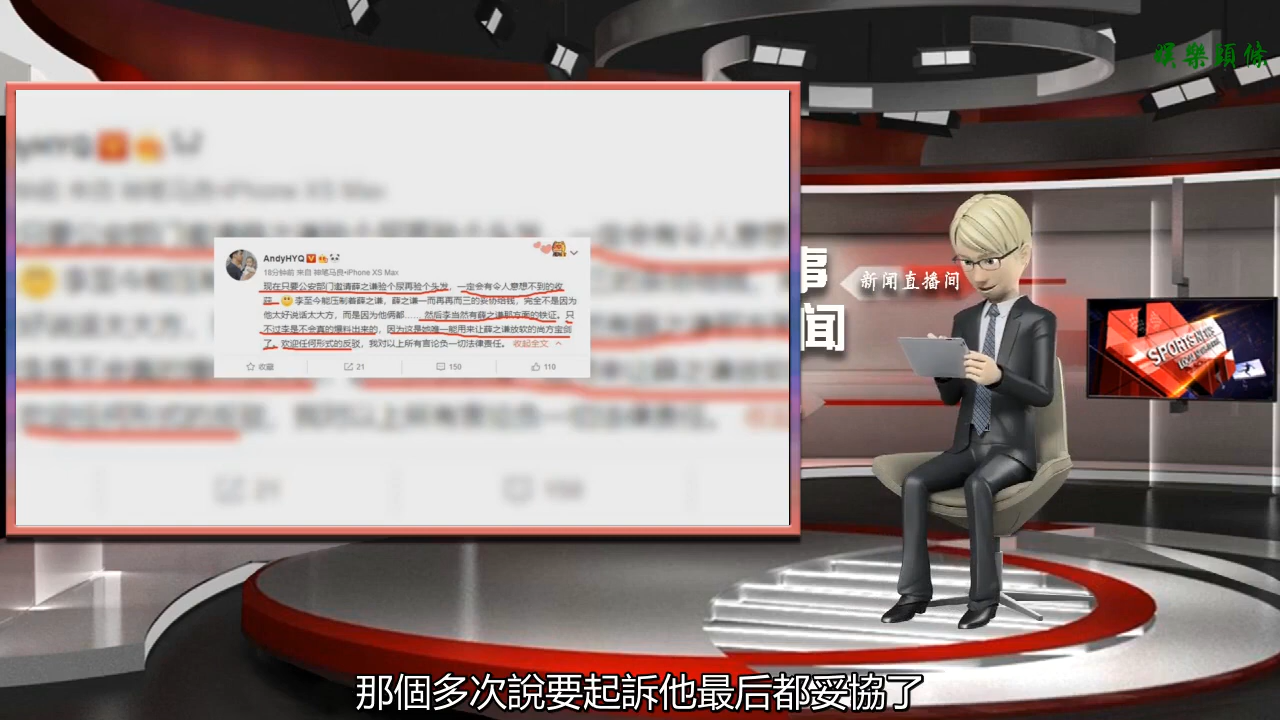 娱樂頭條
AndyHYQ
18分钟前 来自 神笔马良·iPhone XS Max
现在只要公安部门邀请薛之谦验个尿再验个头发，一定会有令人意想不到的收
李至今能压制着薛之谦，薛之谦一而再再而三的妥协给钱，完全不是因为
他太好说话太大方，而是因为他俩都……然后李当然有薛之谦那方面的铁证，只
不过李是不会真的爆料出来的，因为这是她唯一能用来让薛之谦放软的尚方宝剑
了。欢迎任何形式的反驳，我对以上所有言论负一切法律责任。 收起全文
收藏 21 150 110
事
间
新闻直播间
SPORTS
那個多次說要起訴他最后都妥協了